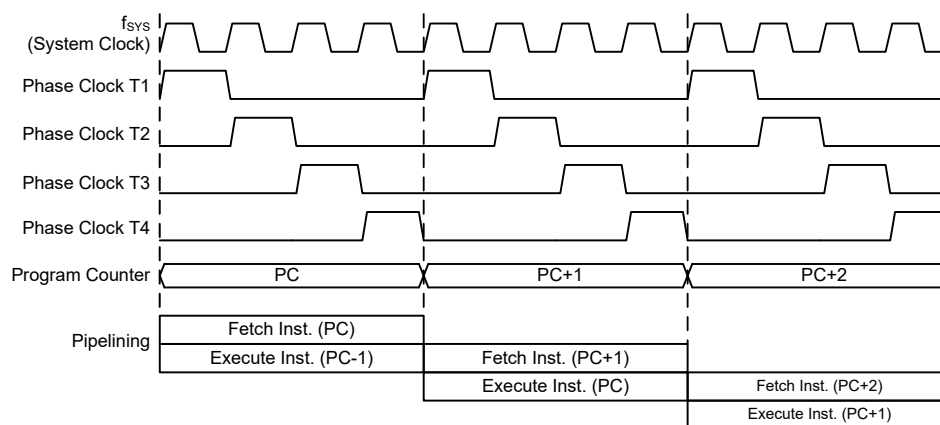 fSYS
(System Clock)
Phase Clock T1
Phase Clock T2
Phase Clock T3
Phase Clock T4
Program Counter PC PC+1 PC+2
Pipelining
Fetch Inst. (PC)
Execute Inst. (PC-1) Fetch Inst. (PC+1)
Execute Inst. (PC) Fetch Inst. (PC+2)
Execute Inst. (PC+1)